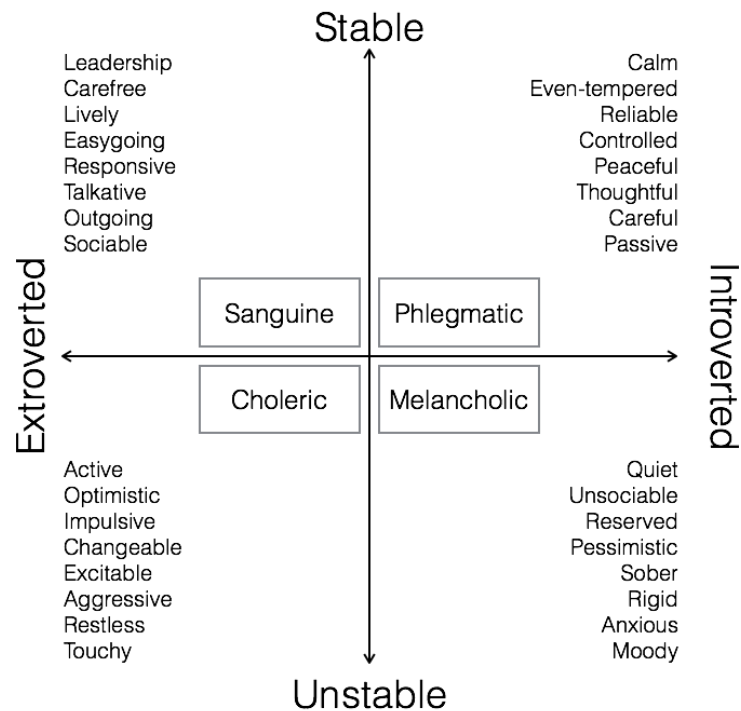 Stable
Leadership
Carefree
Lively
Easygoing
Responsive
Talkative
Outgoing
Sociable
Calm
Even-tempered
Reliable
Controlled
Peaceful
Thoughtful
Careful
Passive
Extroverted
Sanguine
Phlegmatic
Choleric
Melancholic
Introverted
Active
Optimistic
Impulsive
Changeable
Excitable
Aggressive
Restless
Touchy
Quiet
Unsociable
Reserved
Pessimistic
Sober
Rigid
Anxious
Moody
Unstable